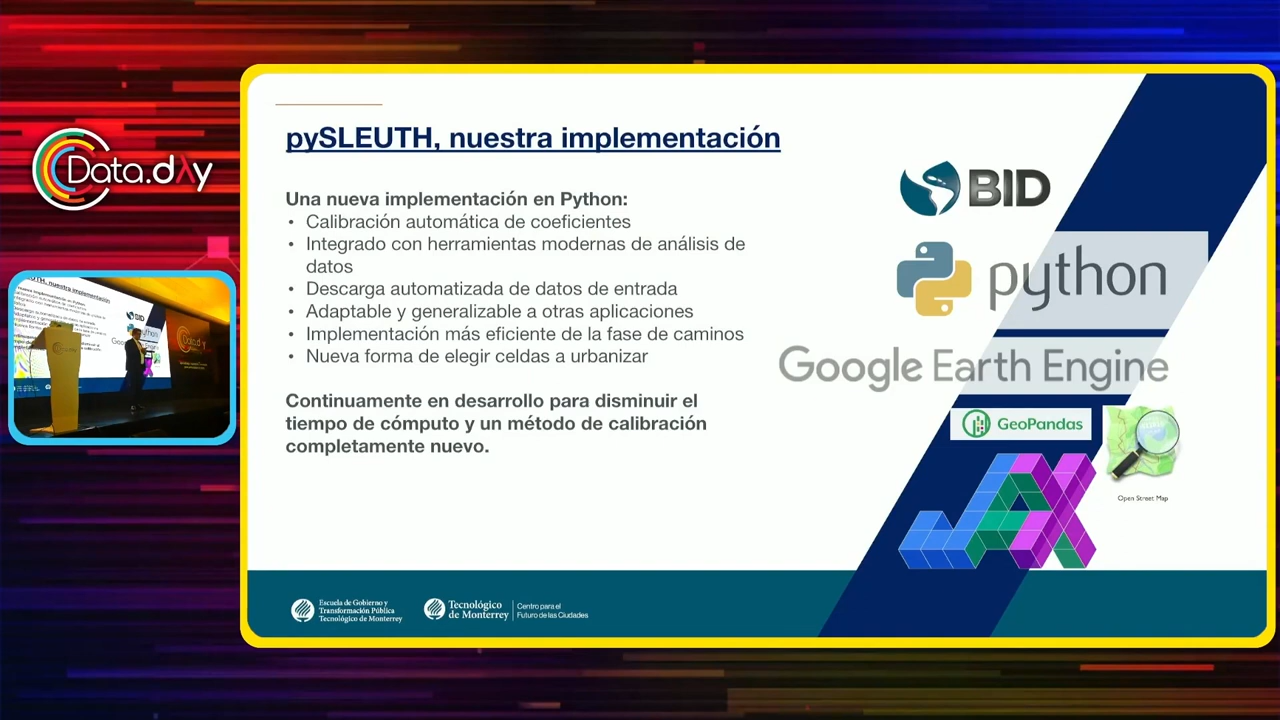 Data.dAy
pySLEUTH, nuestra implementación
Una nueva implementación en Python:
• Calibración automática de coeficientes
• Integrado con herramientas modernas de análisis de
datos
• Descarga automatizada de datos de entrada
• Adaptable y generalizable a otras aplicaciones
• Implementación más eficiente de la fase de caminos
• Nueva forma de elegir celdas a urbanizar
Continuamente en desarrollo para disminuir el
tiempo de cómputo y un método de calibración
completamente nuevo.
BID
python
Google Earth Engine
GeoPandas
Open Street Map
JAX
Escuela de Gobierno y
Transformación Pública
Tecnológico de Monterrey
Tecnológico
de Monterrey
Centro para el
Futuro de las Ciudades